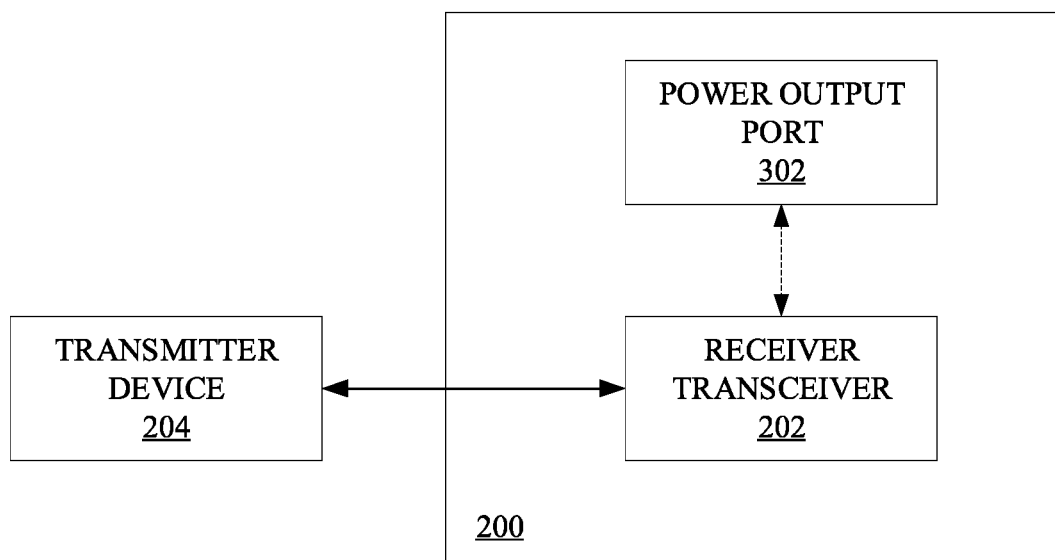 POWER OUTPUT
PORT
302
TRANSMITTER
DEVICE
204
RECEIVER
TRANSCEIVER
202
200